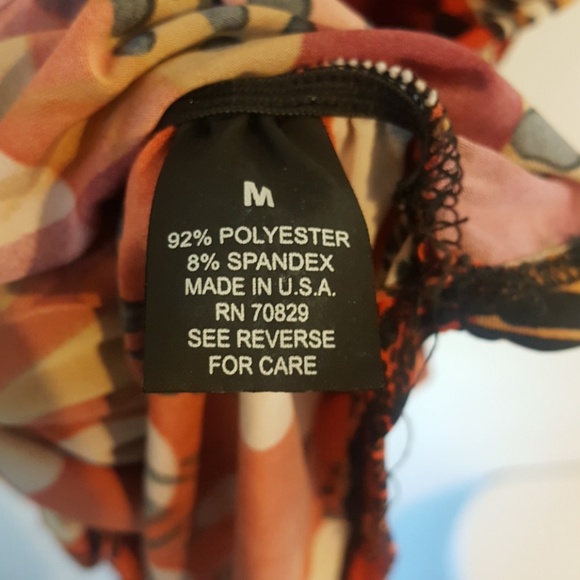 M
92% POLYESTER
8% SPANDEX
MADE IN U.S.A.
RN 70829
SEE REVERSE
FOR CARE